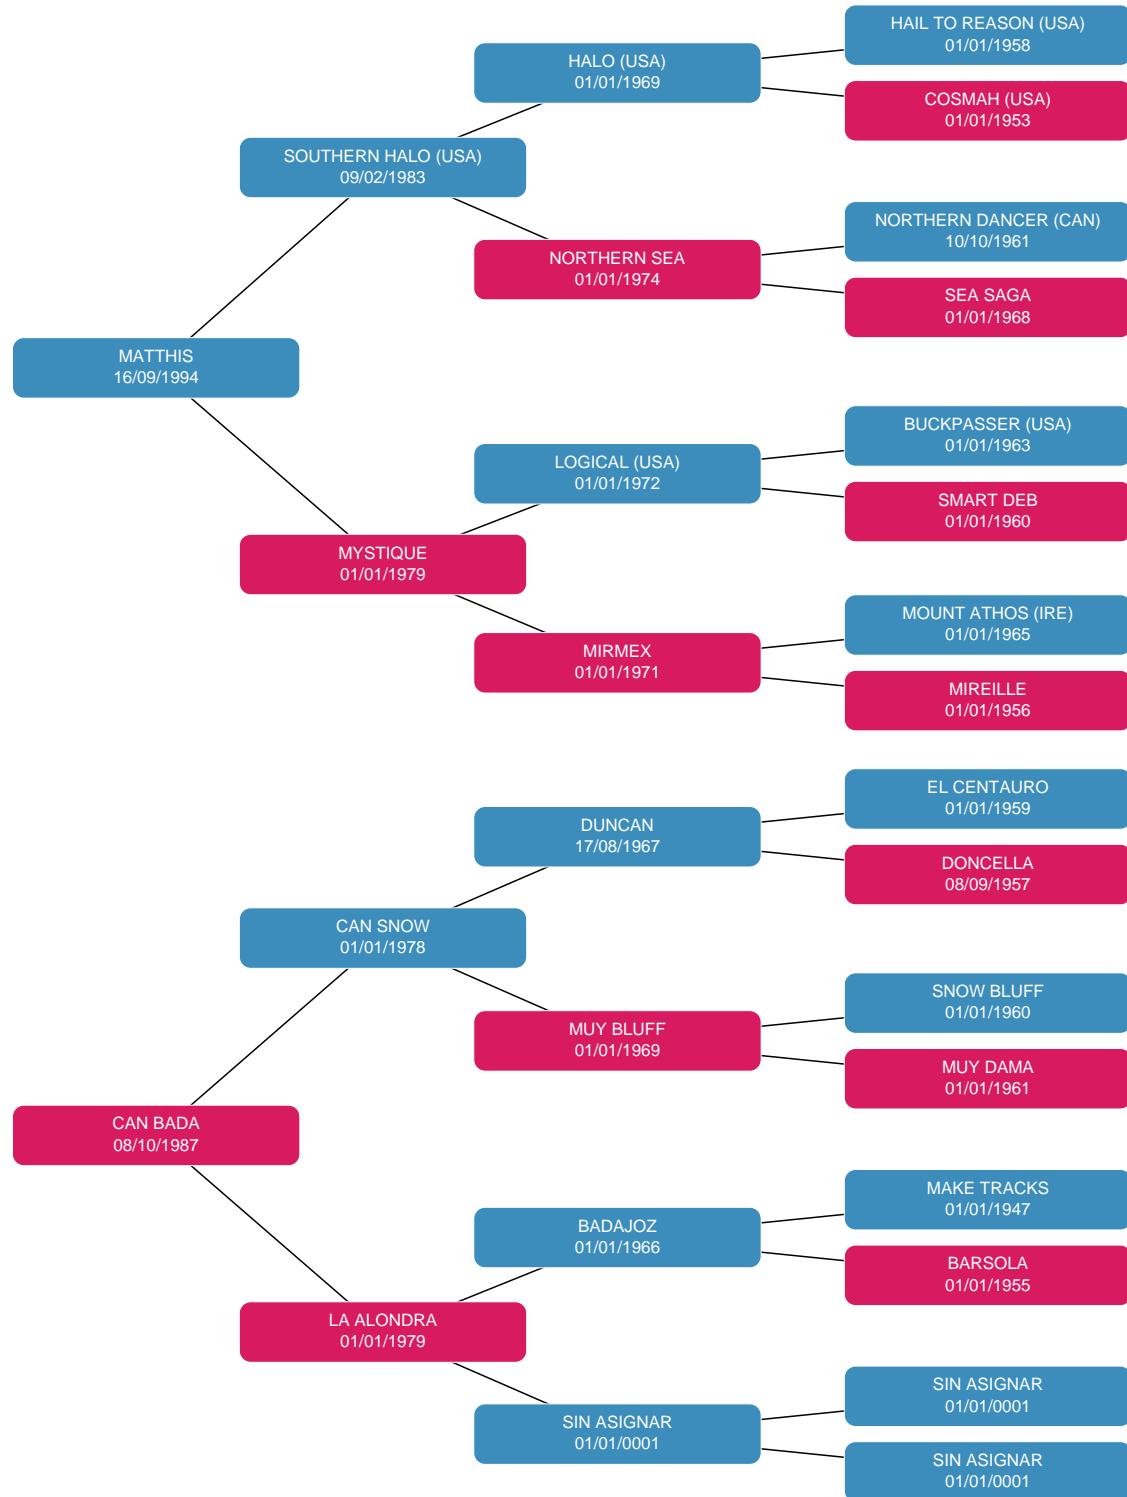 HAIL TO REASON (USA)
01/01/1958
HALO (USA)
01/01/1969
COSMAH (USA)
01/01/1953
SOUTHERN HALO (USA)
09/02/1983
NORTHERN DANCER (CAN)
10/10/1961
NORTHERN SEA
01/01/1974
SEA SAGA
01/01/1968
MATTHIS
16/09/1994
BUCKPASSER (USA)
01/01/1963
LOGICAL (USA)
01/01/1972
SMART DEB
01/01/1960
MYSTIQUE
01/01/1979
MOUNT ATHOS (IRE)
01/01/1965
MIRMEX
01/01/1971
MIREILLE
01/01/1956
EL CENTAURO
01/01/1959
DUNCAN
17/08/1967
DONCELLA
08/09/1957
CAN SNOW
01/01/1978
SNOW BLUFF
01/01/1960
MUY BLUFF
01/01/1969
MUY DAMA
01/01/1961
CAN BADA
08/10/1987
MAKE TRACKS
01/01/1947
BADAJOZ
01/01/1966
BARSOLA
01/01/1955
LA ALONDRA
01/01/1979
SIN ASIGNAR
01/01/0001
SIN ASIGNAR
01/01/0001
SIN ASIGNAR
01/01/0001